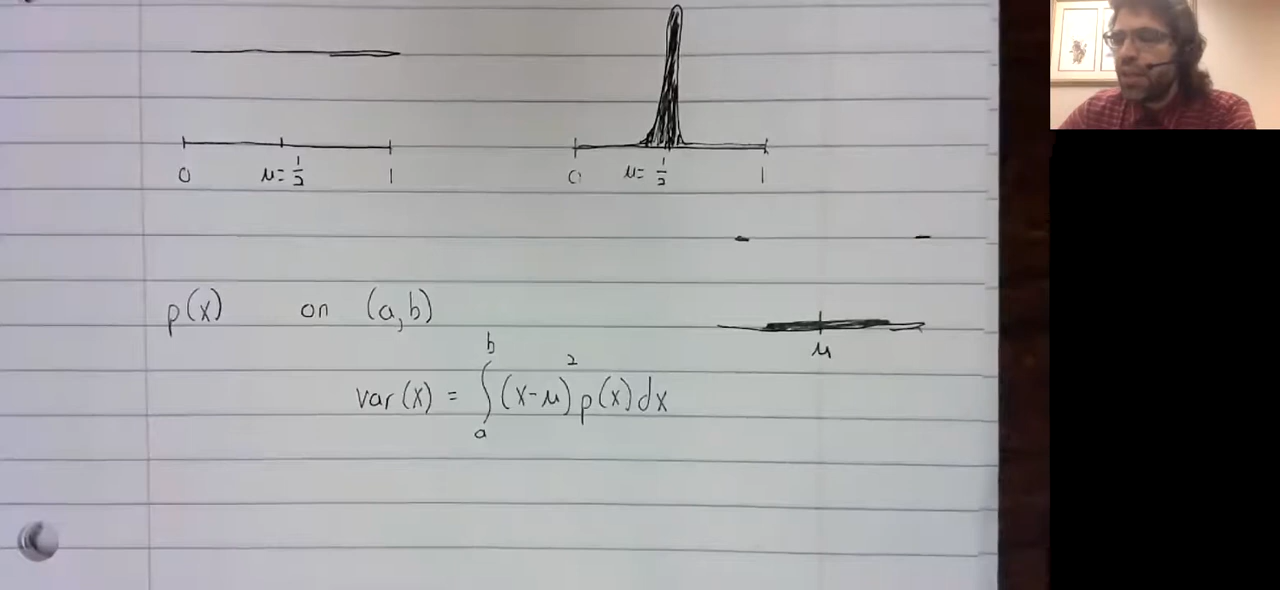 0 μ= 1/2 1
0 μ= 1/2 1
p(x) on (a,b)
μ
var(x) = ∫_a^b (x-μ)^2 p(x) dx